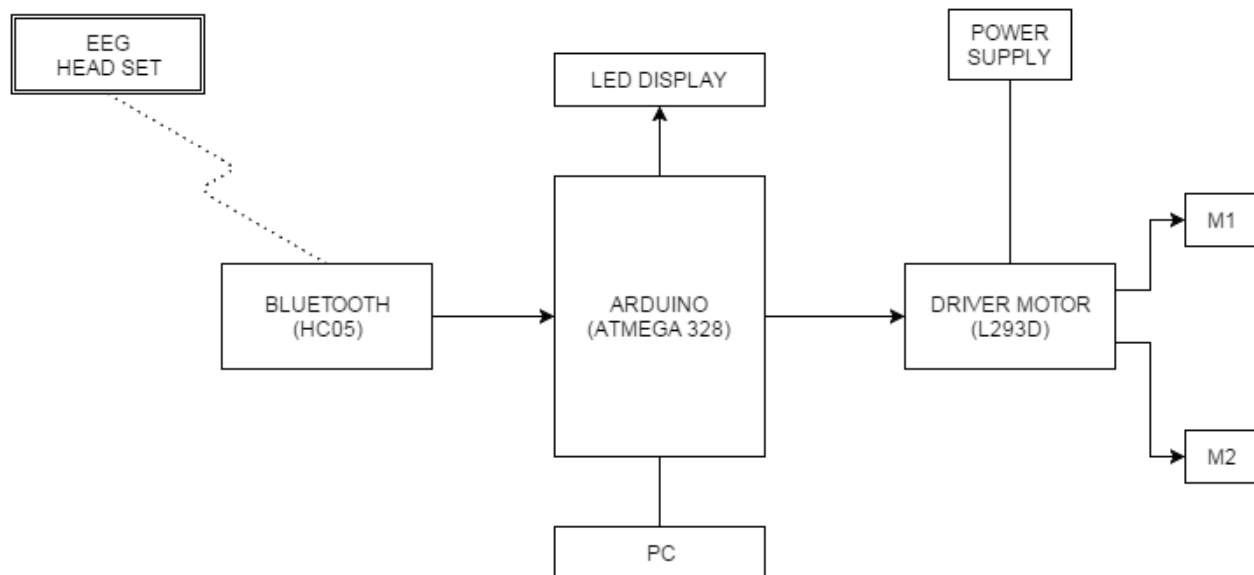 EEG
HEAD SET
LED DISPLAY
POWER
SUPPLY
M1
BLUETOOTH
(HC05)
ARDUINO
(ATMEGA 328)
DRIVER MOTOR
(L293D)
M2
PC